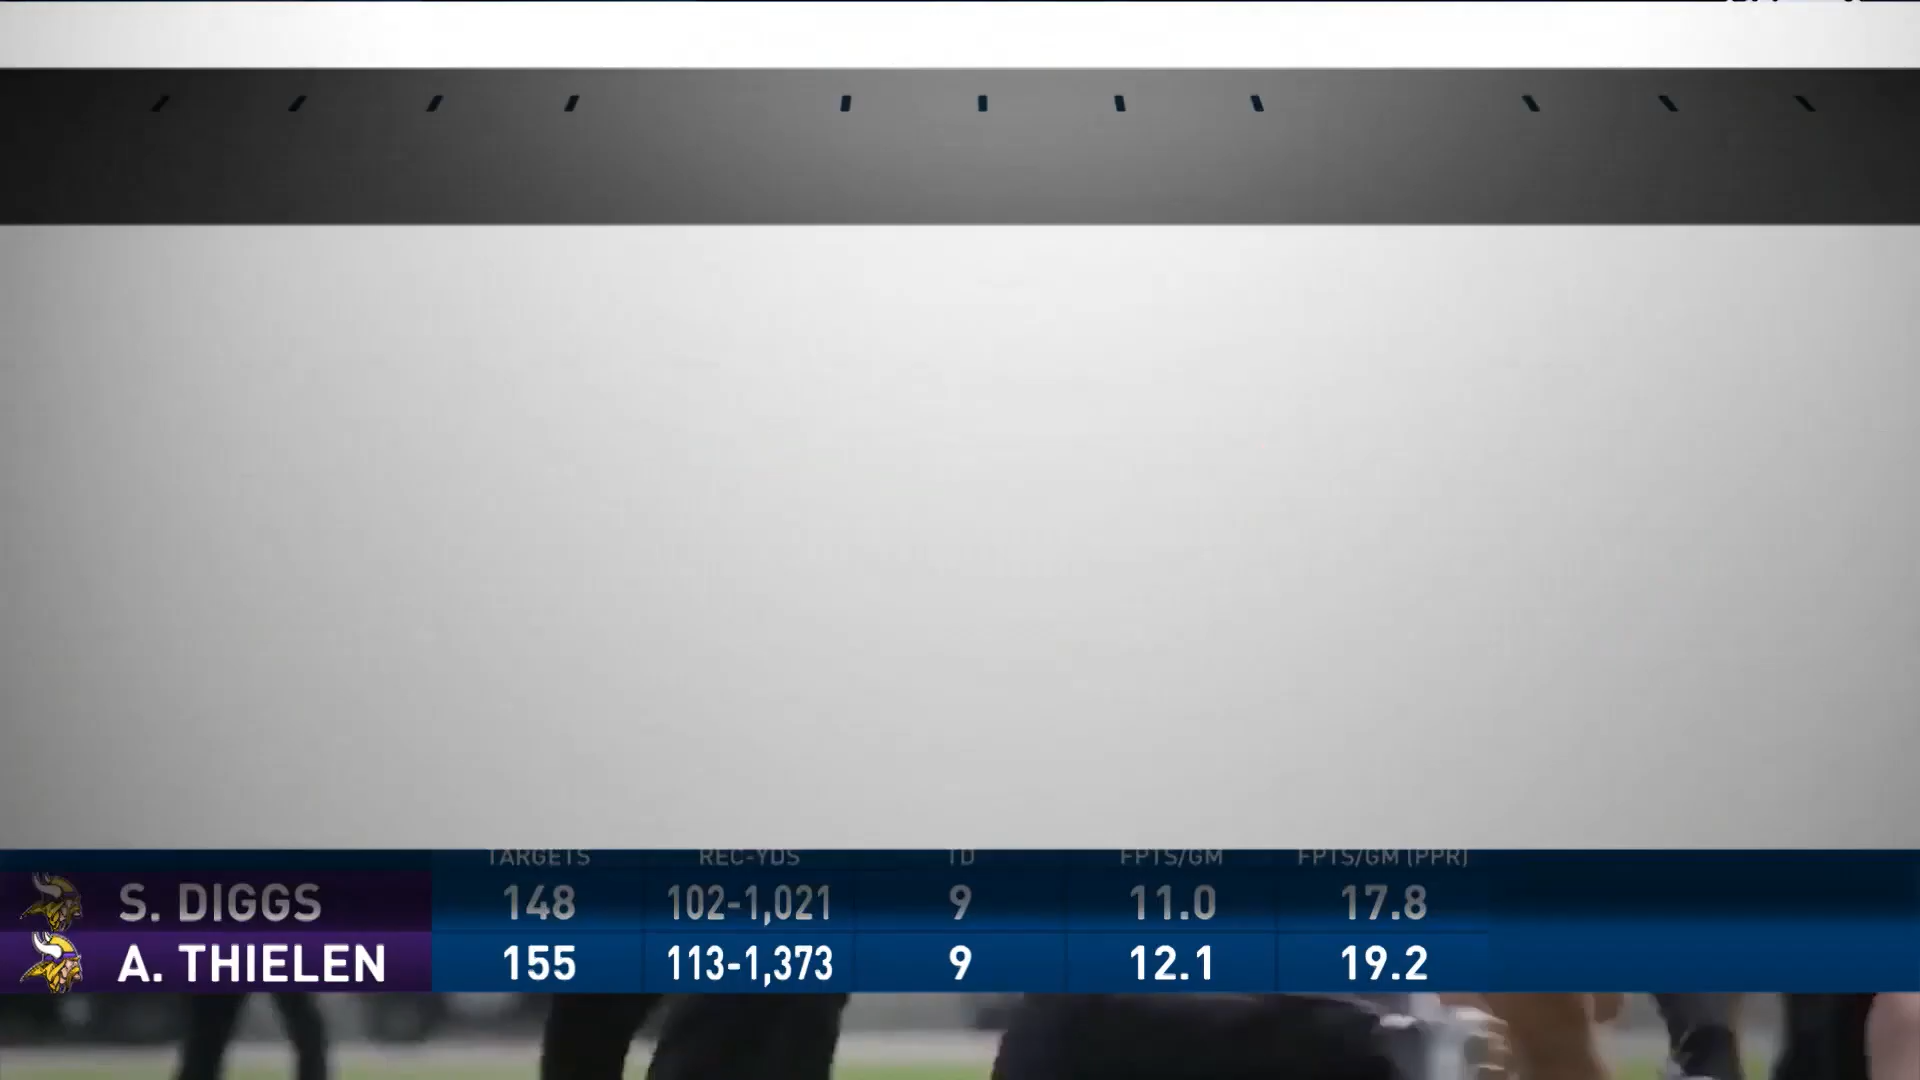 TARGETS REC-YDS TD FPTS/GM FPTS/GM (PPR)
S. DIGGS 148 102-1,021 9 11.0 17.8
A. THIELEN 155 113-1,373 9 12.1 19.2